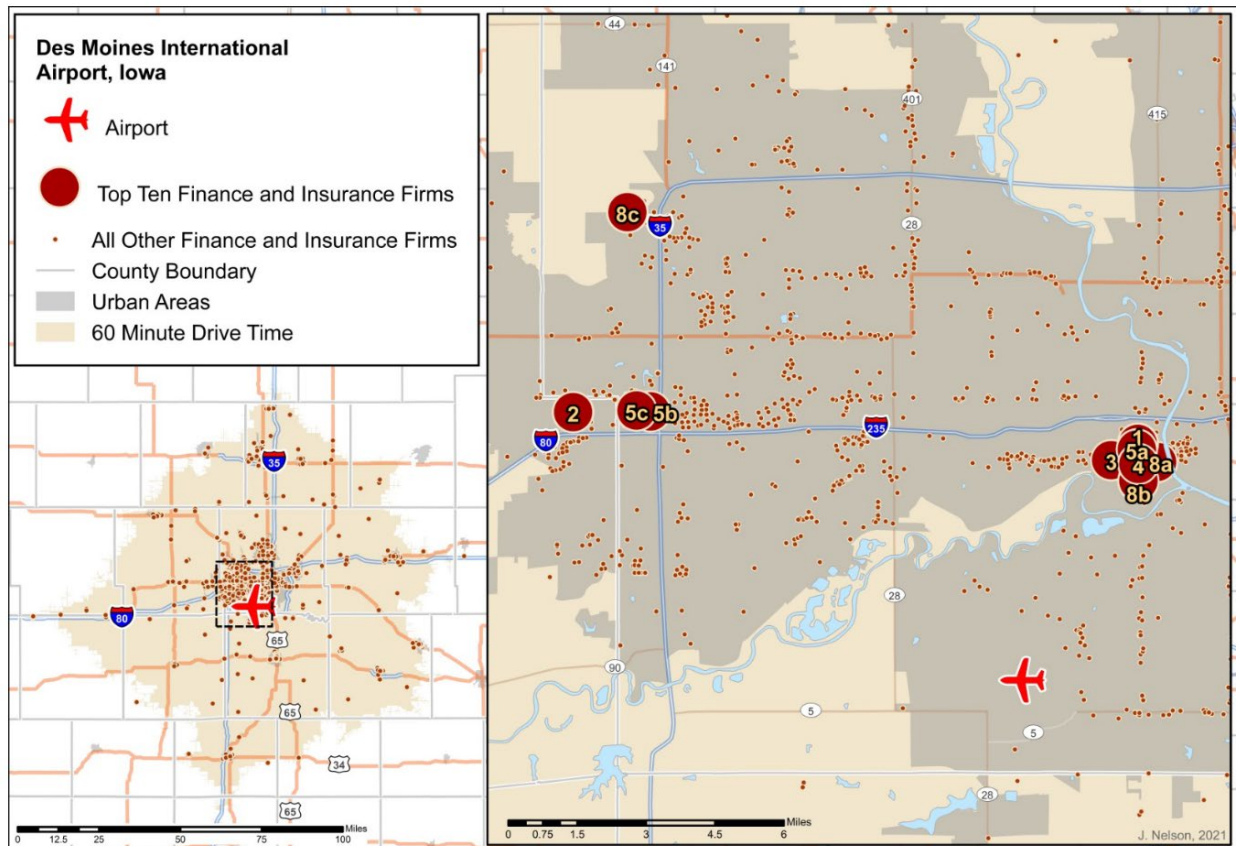 Des Moines International
Airport, Iowa
Airport
Top Ten Finance and Insurance Firms
All Other Finance and Insurance Firms
County Boundary
Urban Areas
60 Minute Drive Time
35
80
65
65
34
65
0 12.5 25 50 75 100
Miles
44
141
401
415
8c
35
28
2
5c
5b
80
235
1
5a
3
4
8a
8b
28
90
5
5
28
0 0.75 1.5 3 4.5 6
Miles
J. Nelson, 2021